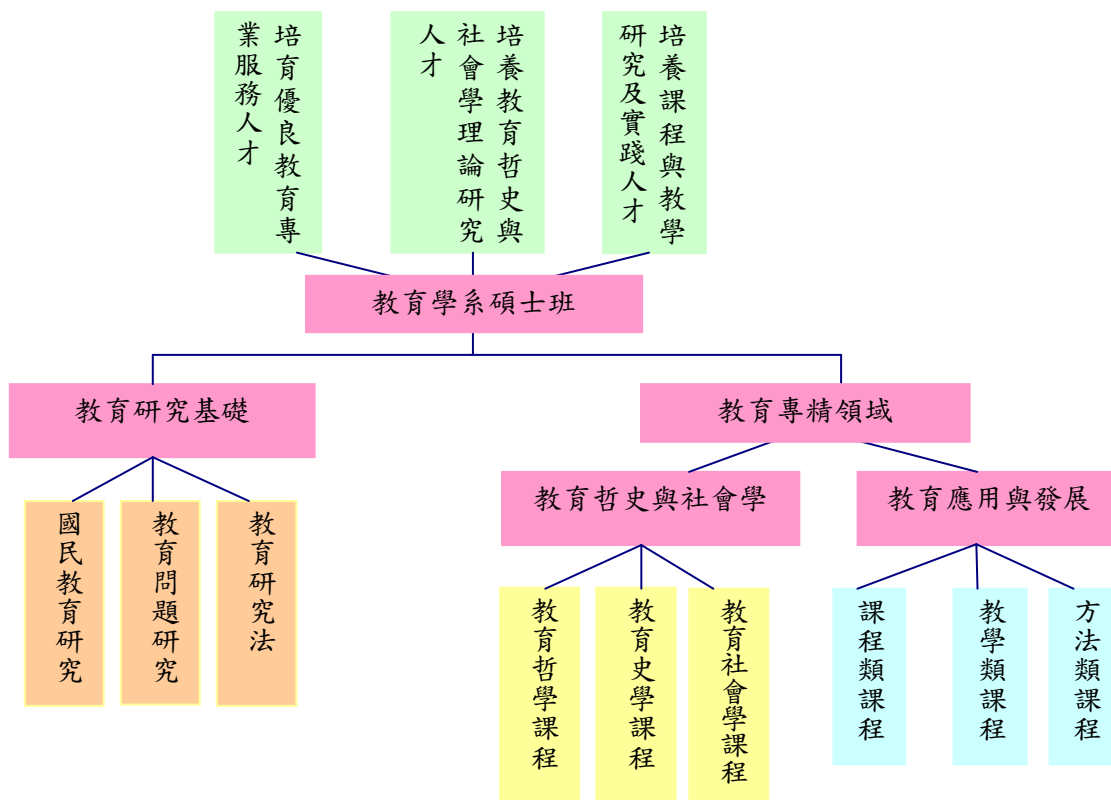 培育優良教育專
業服務人才
培養教育哲史與
社會學理論研究
人才
培養課程與教學
研究及實踐人才
教育學系碩士班
教育研究基礎
教育專精領域
教育哲史與社會學
教育應用與發展
國民教育研究
教育問題研究
教育研究法
教育哲學課程
教育史學課程
教育社會學課程
課程類課程
教學類課程
方法類課程